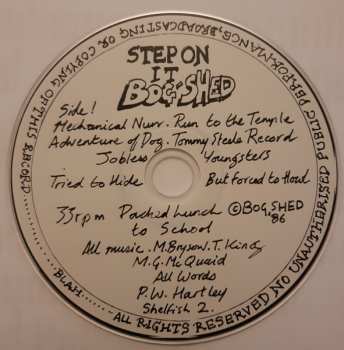 STEP ON
IT
BOG-SHED
Side!
Mechanical Nurr. Run to the Temple
Adventure of Dog. Tommy Steele Record
Jobless Youngsters
Tried to Hide But Forced to Howl
33rpm Packed Lunch ©BOG.SHED
to School '86
All music. M.Bryson. T. Kindy
M.G. McQuaid
All Words
P.W. Hartley
Shelfish 2.
ALL RIGHTS RESERVED NO UNAUTHORISED PUBLIC PERFORMANCE, BROADCASTING OR COPYING OF THIS RECORD........BLAH........